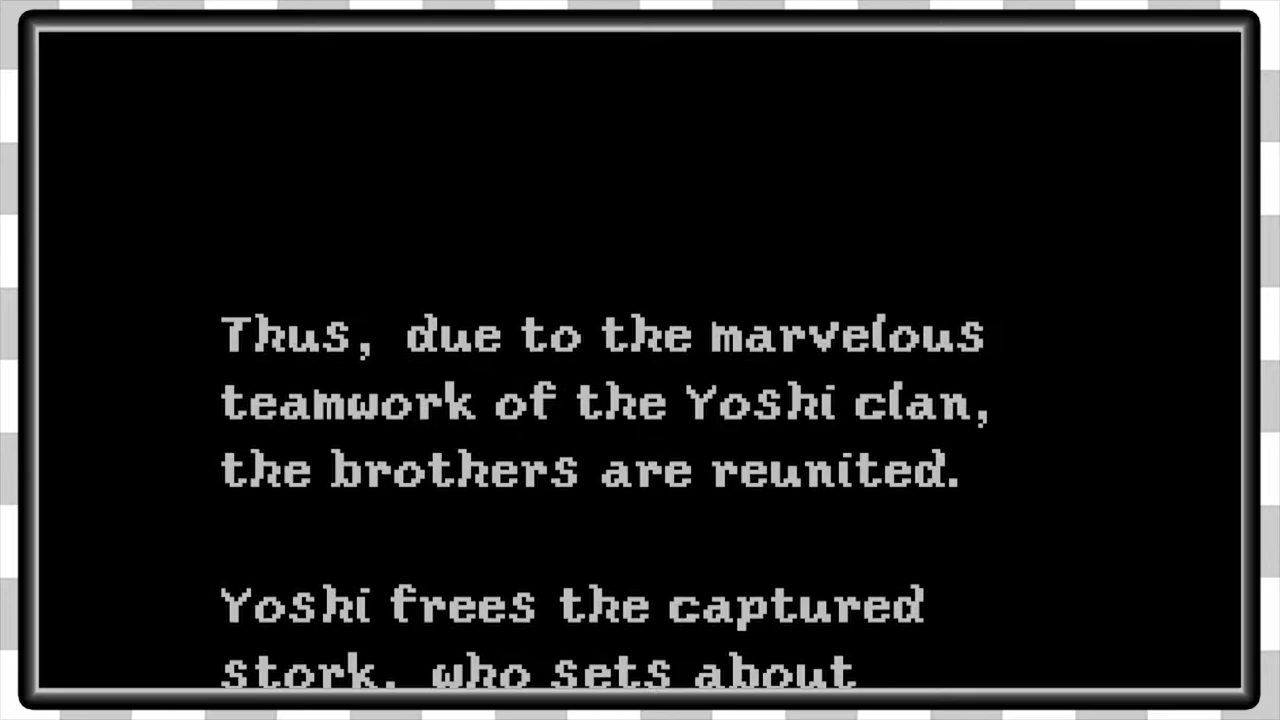 Thus, due to the marvelous
teamwork of the Yoshi clan,
the brothers are reunited.
Yoshi frees the captured
stork, who sets about